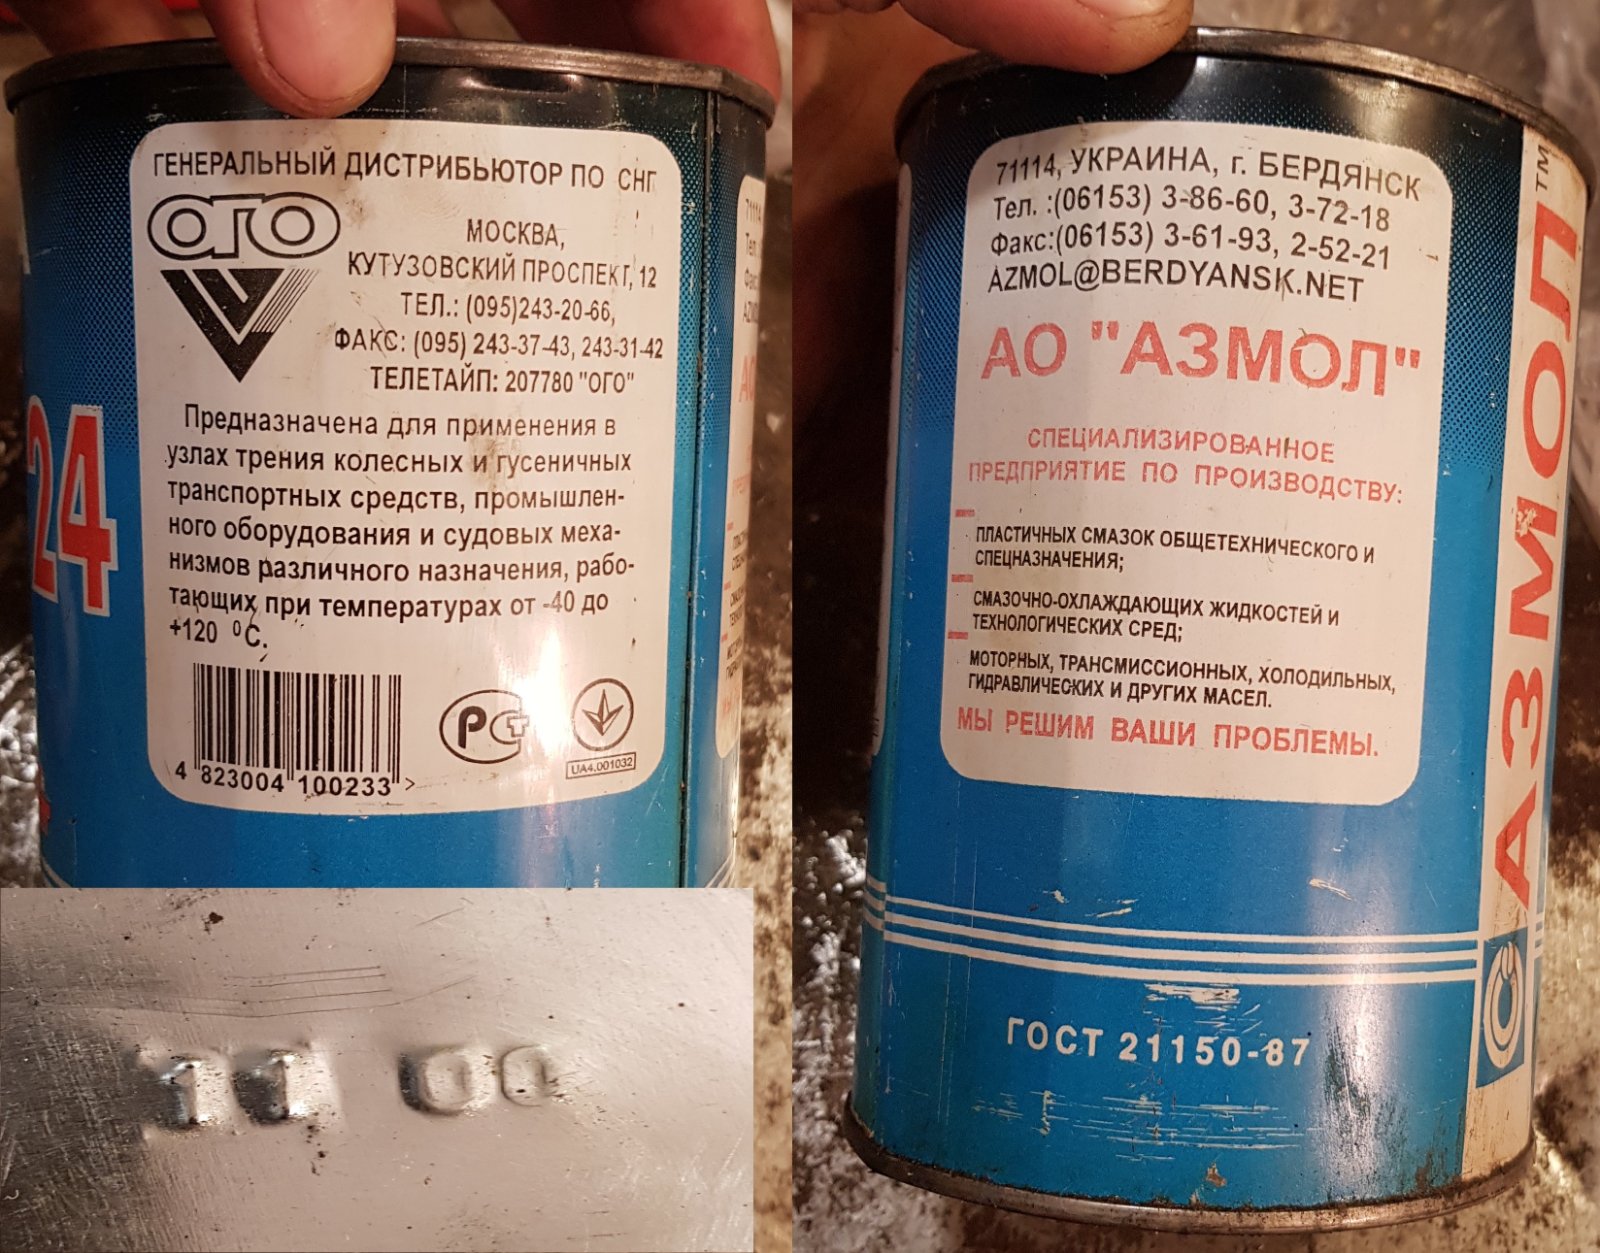 ГЕНЕРАЛЬНЫЙ ДИСТРИБЬЮТОР ПО СНГ
ОГО
МОСКВА,
КУТУЗОВСКИЙ ПРОСПЕКТ, 12
ТЕЛ.: (095)243-20-66,
ФАКС: (095) 243-37-43, 243-31-42
ТЕЛЕТАЙП: 207780 "ОГО"
Предназначена для применения в
узлах трения колесных и гусеничных
транспортных средств, промышлен-
ного оборудования и судовых меха-
низмов различного назначения, рабо-
тающих при температурах от -40 до
+120 ⁰С.
4 823004 100233 >
РСТ
UA4.001032
24
11 00
71114, УКРАИНА, г. БЕРДЯНСК
Тел. :(06153) 3-86-60, 3-72-18
Факс:(06153) 3-61-93, 2-52-21
AZMOL@BERDYANSK.NET
АО "АЗМОЛ"
СПЕЦИАЛИЗИРОВАННОЕ
ПРЕДПРИЯТИЕ ПО ПРОИЗВОДСТВУ:
ПЛАСТИЧНЫХ СМАЗОК ОБЩЕТЕХНИЧЕСКОГО И
СПЕЦНАЗНАЧЕНИЯ;
СМАЗОЧНО-ОХЛАЖДАЮЩИХ ЖИДКОСТЕЙ И
ТЕХНОЛОГИЧЕСКИХ СРЕД;
МОТОРНЫХ, ТРАНСМИССИОННЫХ, ХОЛОДИЛЬНЫХ,
ГИДРАВЛИЧЕСКИХ И ДРУГИХ МАСЕЛ.
МЫ РЕШИМ ВАШИ ПРОБЛЕМЫ.
ГОСТ 21150-87
АЗМОЛ™